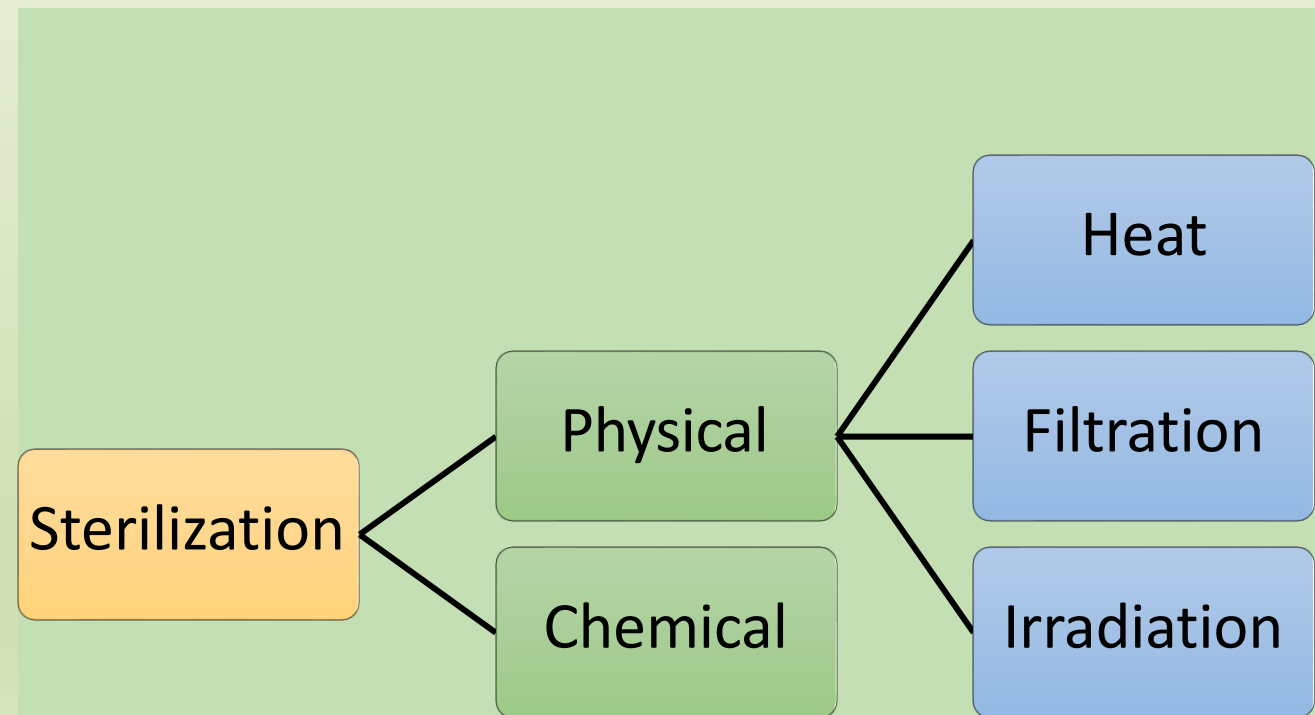 Sterilization
Physical
Chemical
Heat
Filtration
Irradiation